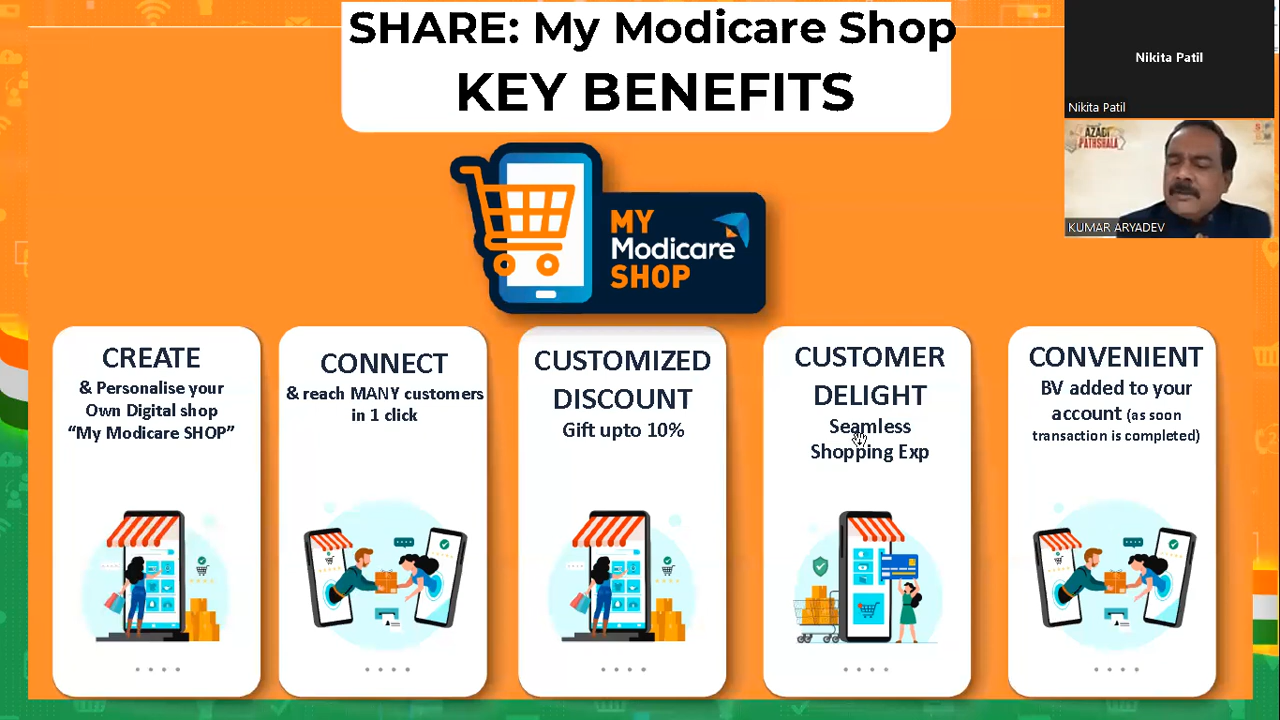 SHARE: My Modicare Shop
KEY BENEFITS
Nikita Patil
Nikita Patil
AZADI
PATHSHALA
KUMAR ARYADEV
MY
Modicare
SHOP
CREATE
& Personalise your
Own Digital shop
“My Modicare SHOP”
CONNECT
& reach MANY customers
in 1 click
CUSTOMIZED
DISCOUNT
Gift upto 10%
CUSTOMER
DELIGHT
Seamless
Shopping Exp
CONVENIENT
BV added to your
account (as soon
transaction is completed)